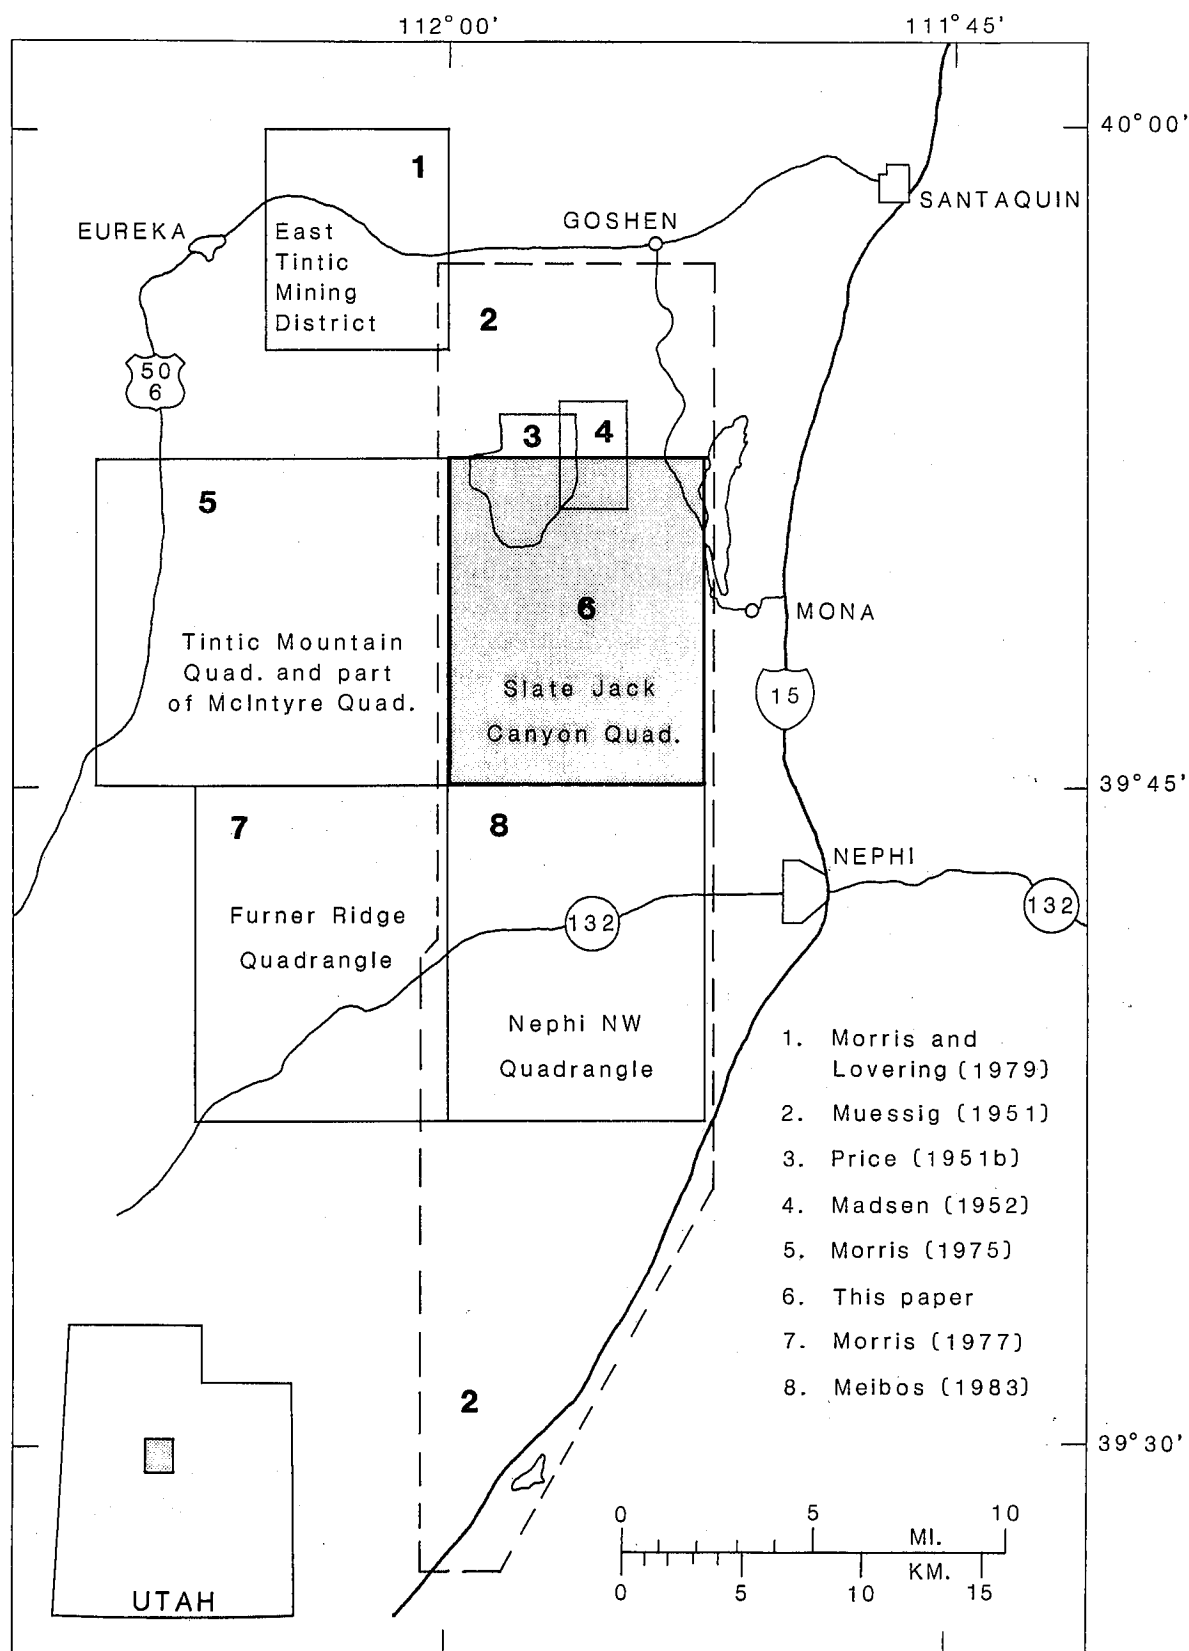 112°00'
111°45'
40°00'
1
SANTAQUIN
GOSHEN
EUREKA
East
Tintic
Mining
District
2
50
6
3
4
5
6
MONA
Tintic Mountain
Quad. and part
of McIntyre Quad.
Slate Jack
Canyon Quad.
15
39°45'
7
8
NEPHI
132
132
Furner Ridge
Quadrangle
Nephi NW
Quadrangle
1. Morris and
Lovering (1979)
2. Muessig (1951)
3. Price (1951b)
4. Madsen (1952)
5. Morris (1975)
6. This paper
7. Morris (1977)
8. Meibos (1983)
2
39°30'
0 5 10
MI.
KM.
0 5 10 15
UTAH